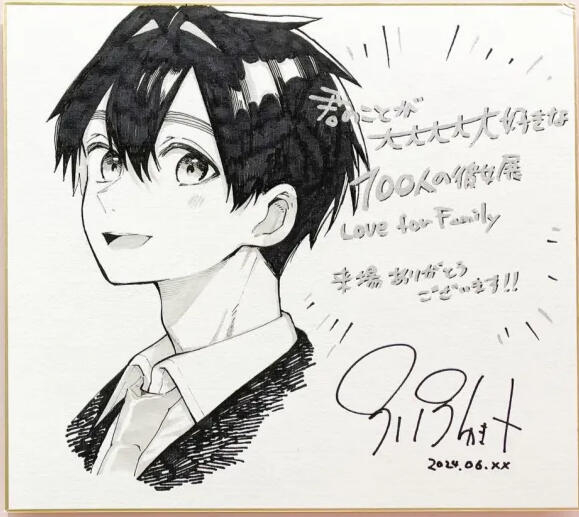 君のことが
大大大大大好きな
100人の彼女展
Love for Family
来場ありがとう
ございます!!
2024.06.xx